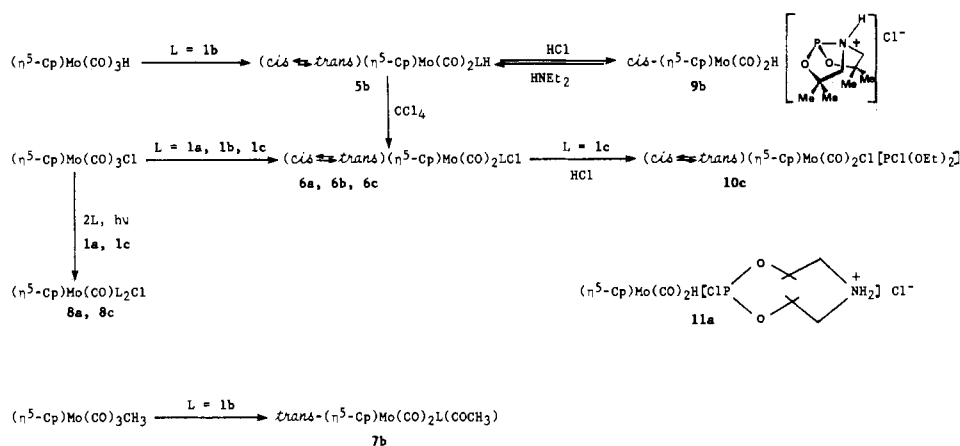 (η⁵-Cp)Mo(CO)₃H
L = 1b
(cis⇌trans)(η⁵-Cp)Mo(CO)₂LH
5b
HCl
HNEt₂
cis-(η⁵-Cp)Mo(CO)₂H
9b
H
P
N
+
O
O
Me Me
Me
Me
Cl⁻
CCl₄
(η⁵-Cp)Mo(CO)₃Cl
L = 1a, 1b, 1c
(cis⇌trans)(η⁵-Cp)Mo(CO)₂LCl
6a, 6b, 6c
L = 1c
HCl
(cis⇌trans)(η⁵-Cp)Mo(CO)₂Cl[PCl(OEt)₂]
10c
2L, hν
1a, 1c
(η⁵-Cp)Mo(CO)L₂Cl
8a, 8c
(η⁵-Cp)Mo(CO)₂H[ClP
O
O
+
NH₂] Cl⁻
11a
(η⁵-Cp)Mo(CO)₃CH₃
L = 1b
trans-(η⁵-Cp)Mo(CO)₂L(COCH₃)
7b